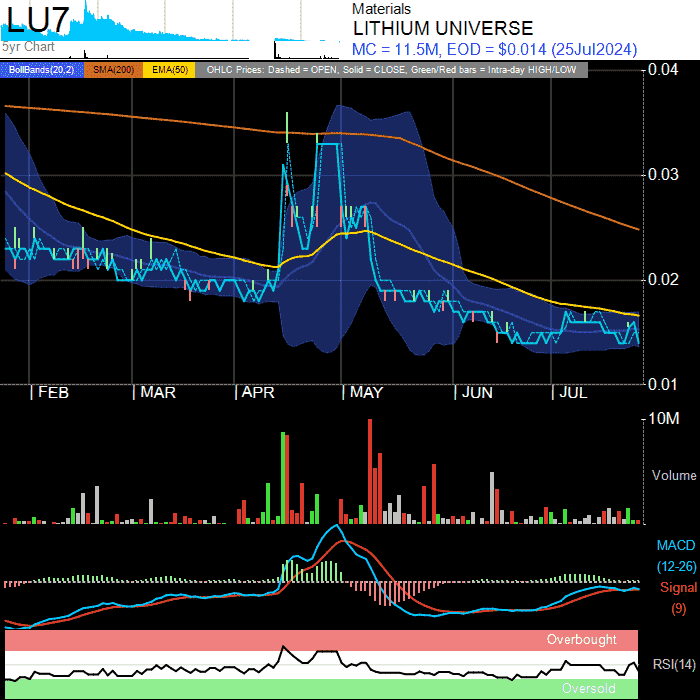 LU7
Materials
LITHIUM UNIVERSE
5yr Chart
MC = 11.5M, EOD = $0.014 (25Jul2024)
BollBands(20,2) SMA(200) EMA(50) OHLC Prices: Dashed = OPEN, Solid = CLOSE, Green/Red bars = Intra-day HIGH/LOW
0.04
0.03
0.02
0.01
FEB MAR APR MAY JUN JUL
10M
Volume
MACD
(12-26)
Signal
(9)
Overbought
RSI(14)
Oversold